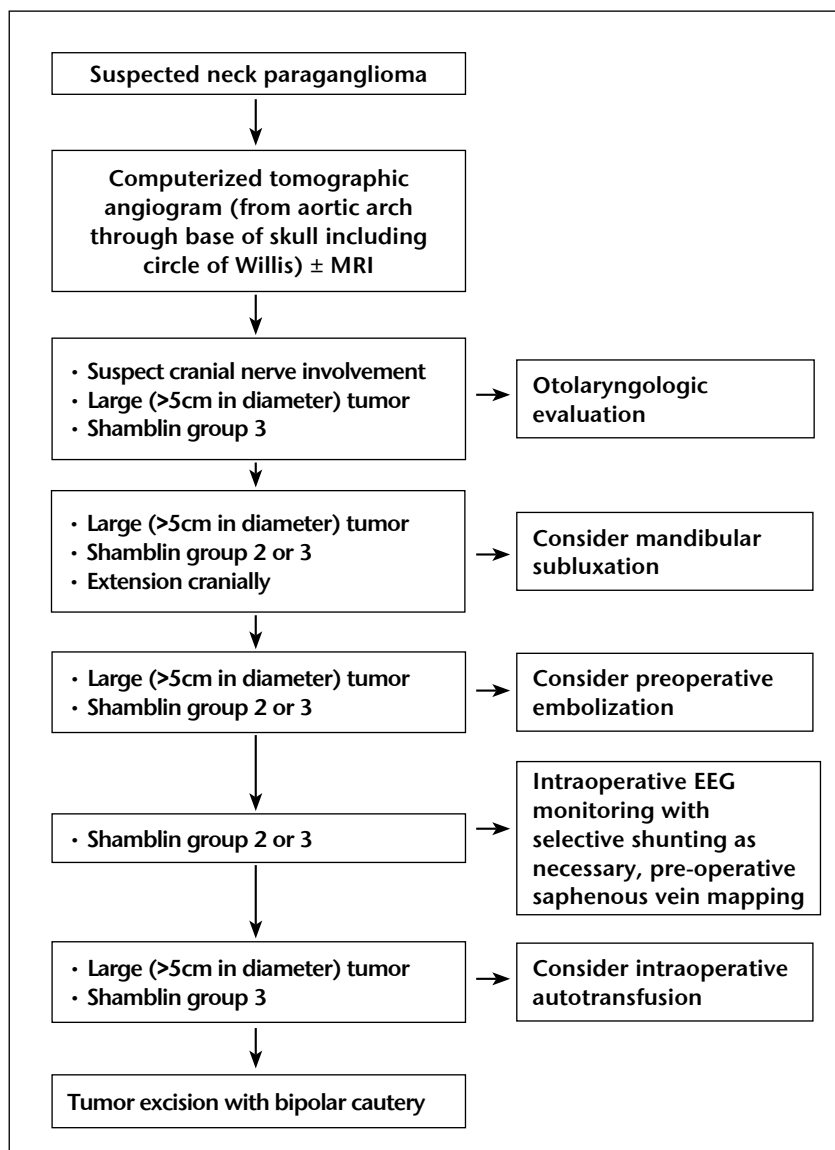 Suspected neck paraganglioma
Computerized tomographic
angiogram (from aortic arch
through base of skull including
circle of Willis) ± MRI
• Suspect cranial nerve involvement
• Large (>5cm in diameter) tumor
• Shamblin group 3
Otolaryngologic
evaluation
• Large (>5cm in diameter) tumor
• Shamblin group 2 or 3
• Extension cranially
Consider mandibular
subluxation
• Large (>5cm in diameter) tumor
• Shamblin group 2 or 3
Consider preoperative
embolization
• Shamblin group 2 or 3
Intraoperative EEG
monitoring with
selective shunting as
necessary, pre-operative
saphenous vein mapping
• Large (>5cm in diameter) tumor
• Shamblin group 3
Consider intraoperative
autotransfusion
Tumor excision with bipolar cautery